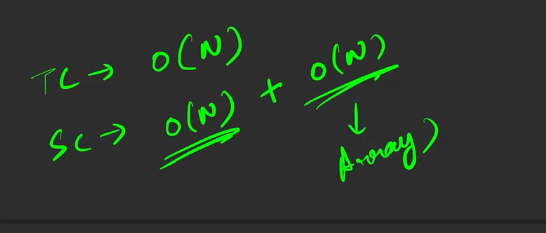 TC → O(N)
SC → O(N) + O(N)
↓
Array)